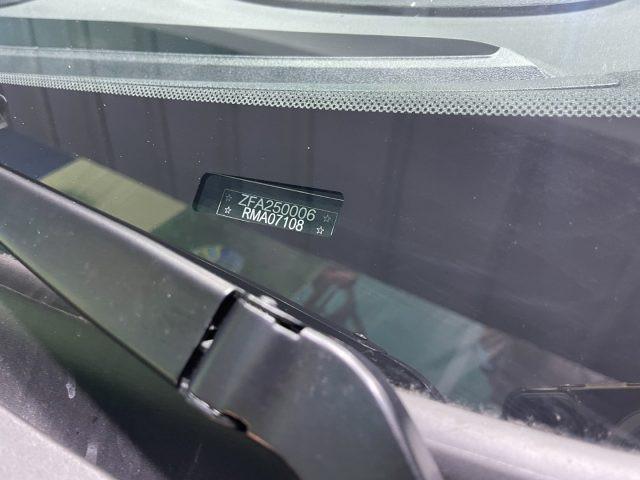 ☆ ZFA250006 ☆
☆ RMA07108 ☆